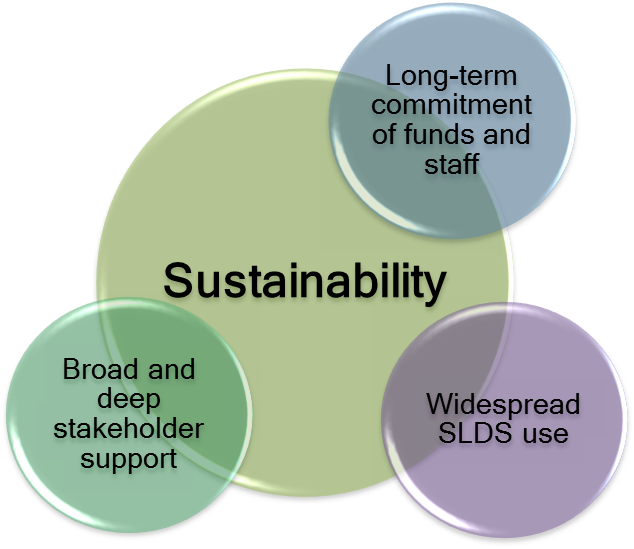 Long-term
commitment
of funds and
staff
Sustainability
Broad and
deep
stakeholder
support
Widespread
SLDS use